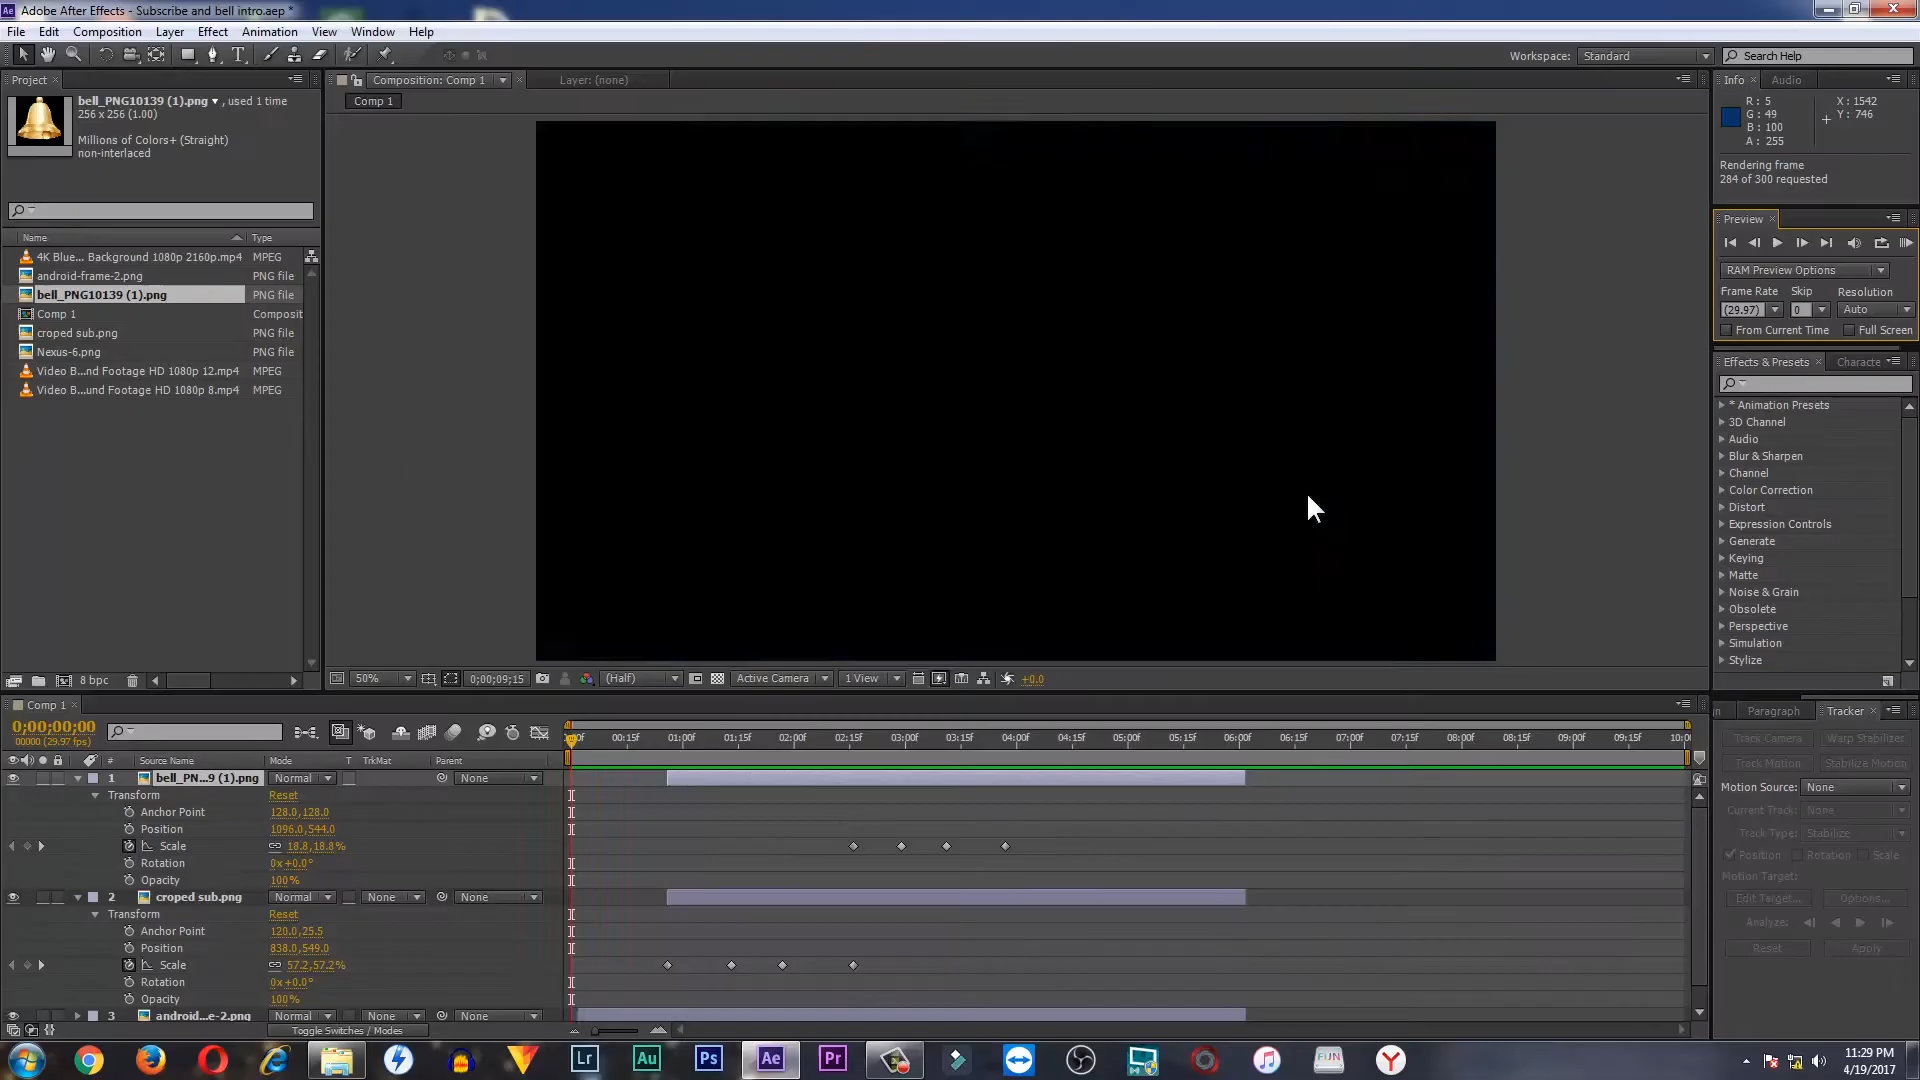 Adobe After Effects - Subscribe and bell intro.aep *
File Edit Composition Layer Effect Animation View Window Help
Workspace: Standard Search Help
Project
bell_PNG10139 (1).png , used 1 time
256 x 256 (1.00)
Millions of Colors+ (Straight)
non-interlaced
Name Type
4K Blue... Background 1080p 2160p.mp4 MPEG
android-frame-2.png PNG file
bell_PNG10139 (1).png PNG file
Comp 1 Composit
croped sub.png PNG file
Nexus-6.png PNG file
Video B...und Footage HD 1080p 12.mp4 MPEG
Video B...und Footage HD 1080p 8.mp4 MPEG
8 bpc
Composition: Comp 1 Layer: (none)
Comp 1
50% 0;00;09;15 (Half) Active Camera 1 View +0.0
Info Audio
R: 5 X: 1542
G: 49 Y: 746
B: 100
A: 255
Rendering frame
284 of 300 requested
Preview
RAM Preview Options
Frame Rate Skip Resolution
(29.97) 0 Auto
From Current Time Full Screen
Effects & Presets Characte
* Animation Presets
3D Channel
Audio
Blur & Sharpen
Channel
Color Correction
Distort
Expression Controls
Generate
Keying
Matte
Noise & Grain
Obsolete
Perspective
Simulation
Stylize
Comp 1
0;00;00;00
00000 (29.97 fps)
00f 00:15f 01:00f 01:15f 02:00f 02:15f 03:00f 03:15f 04:00f 04:15f 05:00f 05:15f 06:00f 06:15f 07:00f 07:15f 08:00f 08:15f 09:00f 09:15f 10:00
# Source Name Mode T TrkMat Parent
1 bell_PN...9 (1).png Normal None
Transform Reset
Anchor Point 128.0,128.0
Position 1096.0,544.0
Scale 18.8,18.8%
Rotation 0x+0.0°
Opacity 100%
2 croped sub.png Normal None None
Transform Reset
Anchor Point 120.0,25.5
Position 838.0,549.0
Scale 57.2,57.2%
Rotation 0x+0.0°
Opacity 100%
3 android...e-2.png Normal None None
Toggle Switches / Modes
Paragraph Tracker
Track Camera Warp Stabilizer
Track Motion Stabilize Motion
Motion Source: None
Current Track: None
Track Type: Stabilize
Position Rotation Scale
Motion Target:
Edit Target... Options...
Analyze:
Reset Apply
Lr Au Ps Ae Pr FUN Y
11:29 PM
4/19/2017